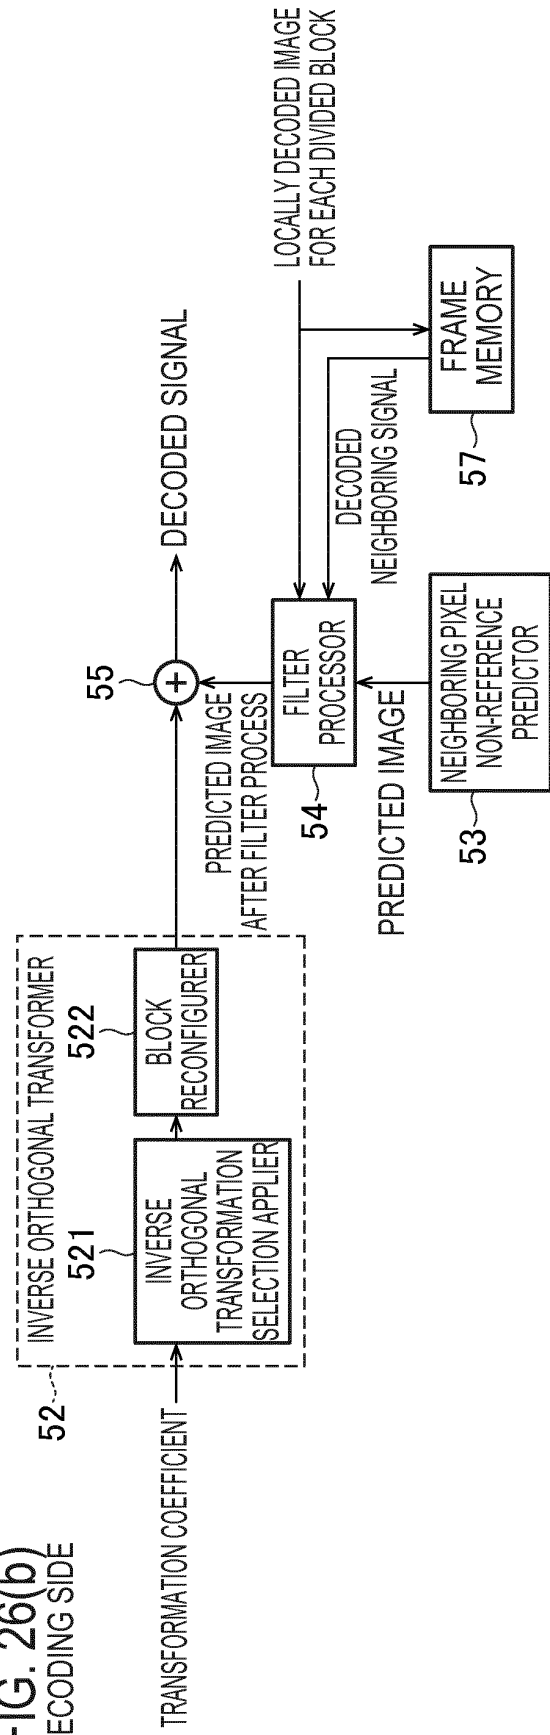 FIG. 26(b)
ECODING SIDE
TRANSFORMATION COEFFICIENT
52
INVERSE ORTHOGONAL TRANSFORMER
521
INVERSE
ORTHOGONAL
TRANSFORMATION
SELECTION APPLIER
522
BLOCK
RECONFIGURER
55
+
DECODED SIGNAL
PREDICTED IMAGE
AFTER FILTER PROCESS
54
FILTER
PROCESSOR
PREDICTED IMAGE
53
NEIGHBORING PIXEL
NON-REFERENCE
PREDICTOR
DECODED
NEIGHBORING SIGNAL
57
FRAME
MEMORY
LOCALLY DECODED IMAGE
FOR EACH DIVIDED BLOCK